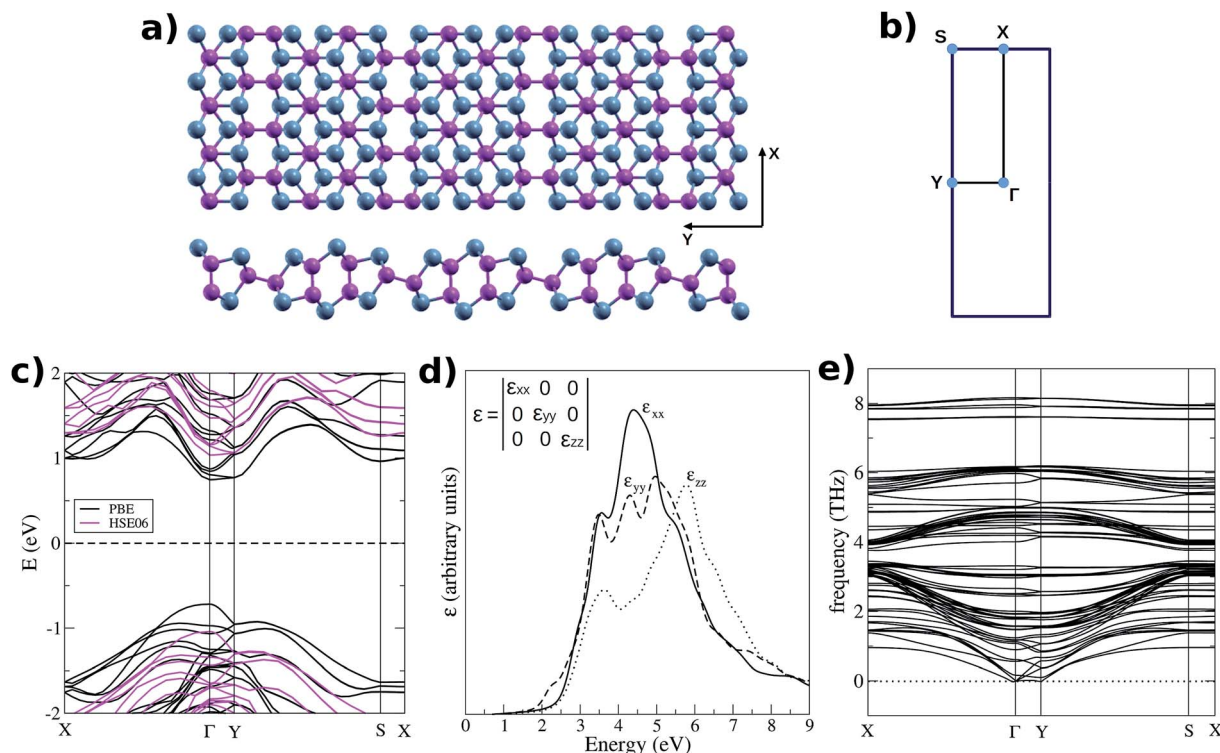 a)
X
Y
b)
S
X
Y
Γ
c)
2
1
0
-1
-2
E (eV)
PBE
HSE06
X
Γ
Y
S
X
d)
ε =
εxx 0 0
0 εyy 0
0 0 εzz
εxx
εyy
εzz
ε (arbitrary units)
0 1 2 3 4 5 6 7 8 9
Energy (eV)
e)
8
6
4
2
0
frequency (THz)
X
Γ
Y
S
X